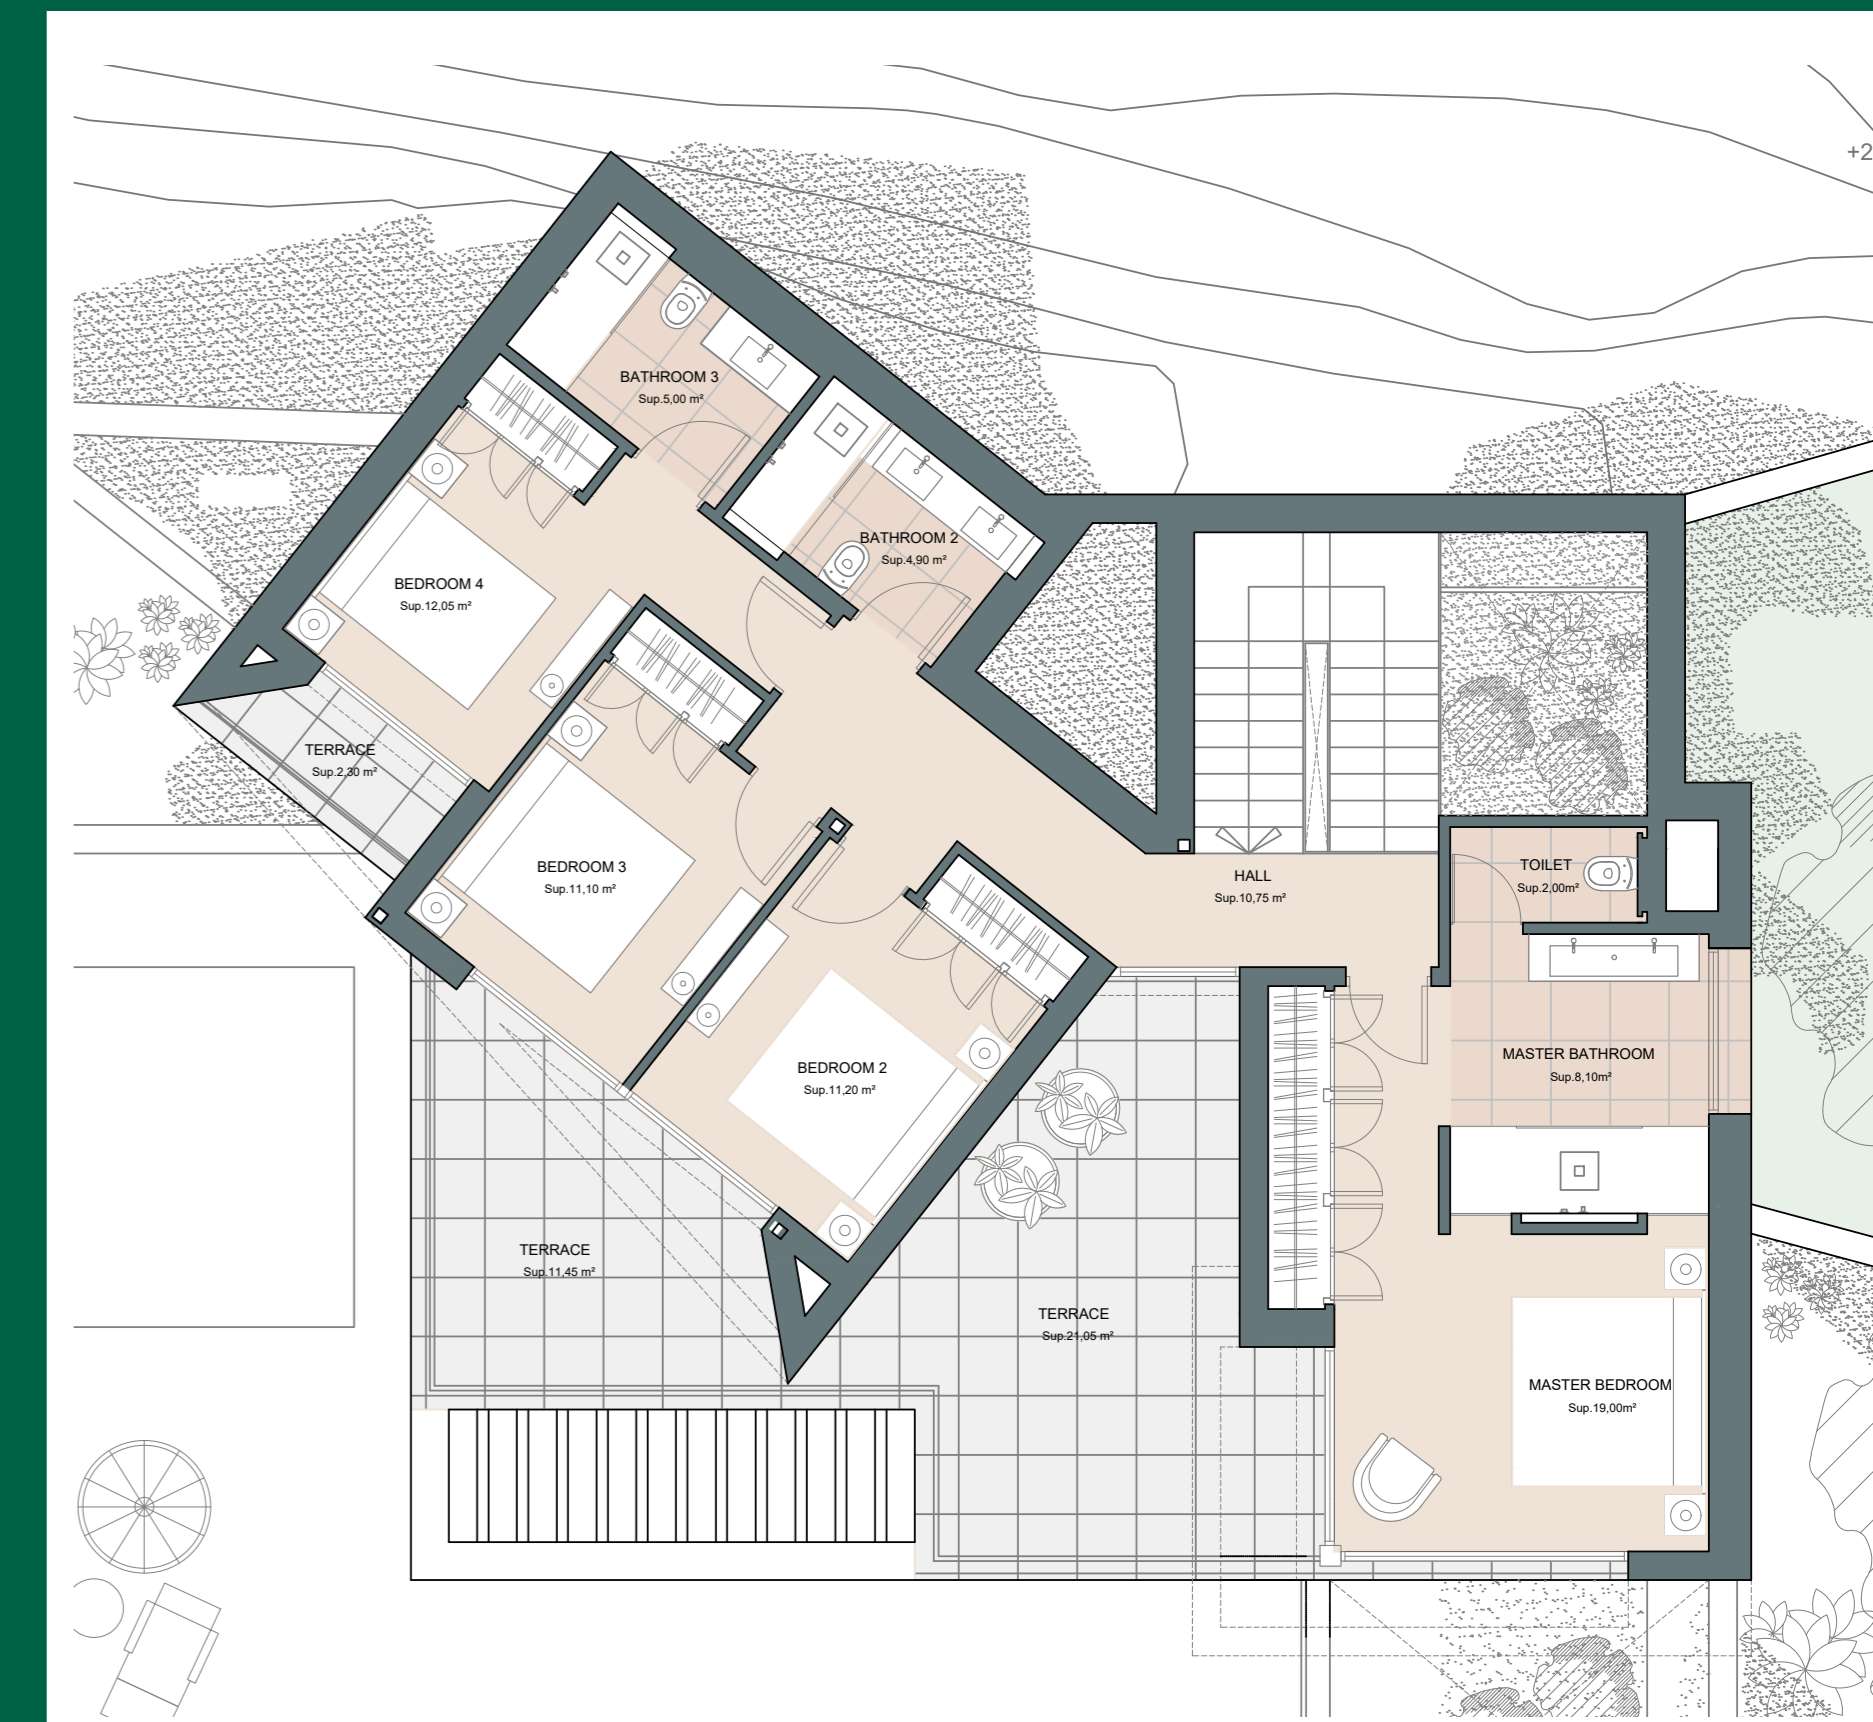 +2
BATHROOM 3
Sup.5,00 m²
BATHROOM 2
Sup.4,90 m²
BEDROOM 4
Sup.12,05 m²
TERRACE
Sup.2,30 m²
BEDROOM 3
Sup.11,10 m²
HALL
Sup.10,75 m²
TOILET
Sup.2,00m²
BEDROOM 2
Sup.11,20 m²
MASTER BATHROOM
Sup.8,10m²
TERRACE
Sup.11,45 m²
TERRACE
Sup.21,05 m²
MASTER BEDROOM
Sup.19,00m²